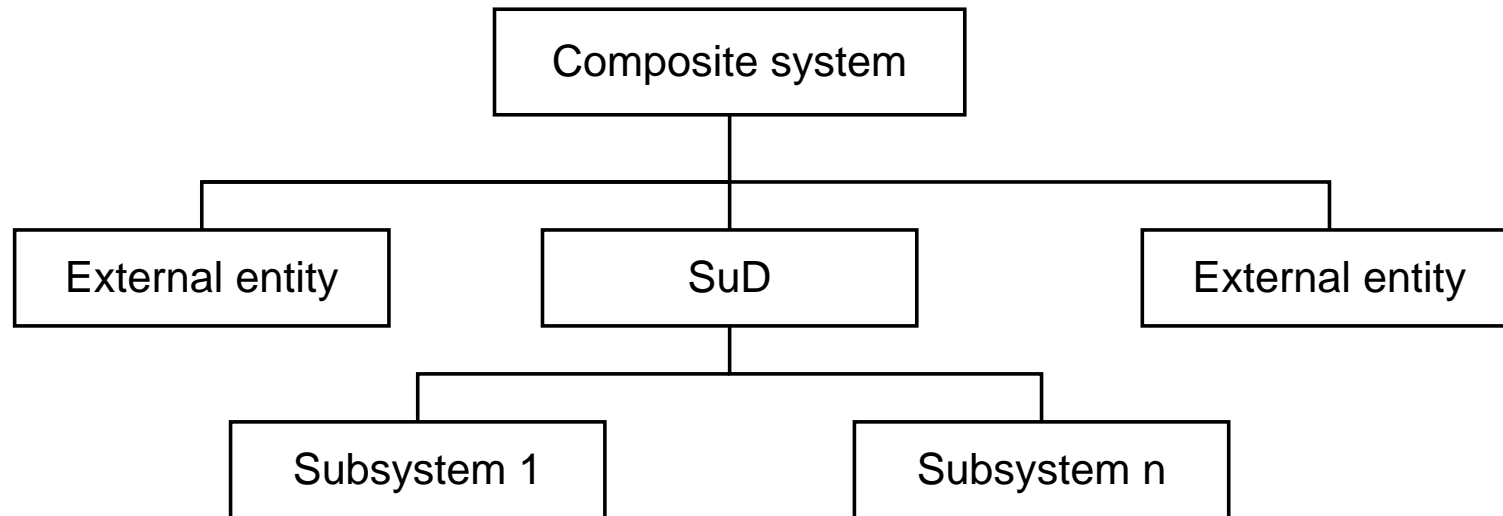 Composite system
External entity
SuD
External entity
Subsystem 1
Subsystem n